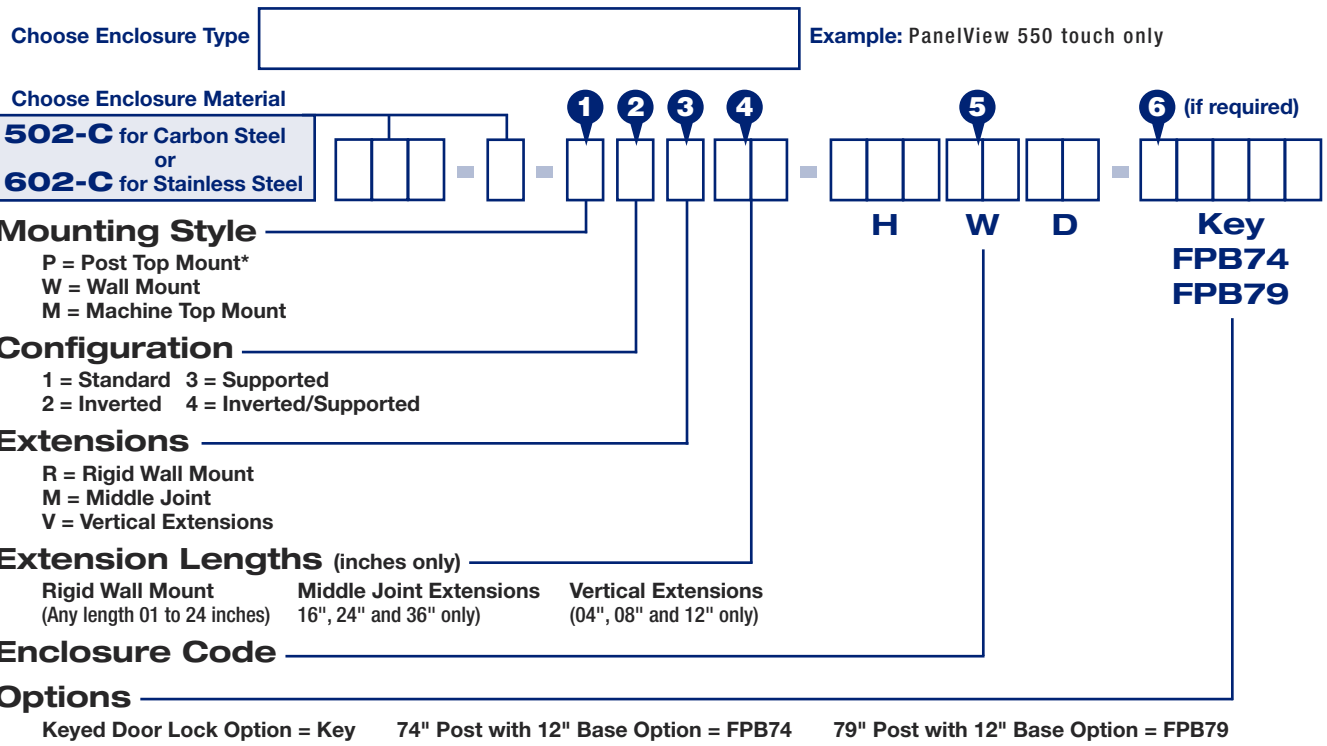 Choose Enclosure Type
Example: PanelView 550 touch only
Choose Enclosure Material
1 2 3 4 5 6 (if required)
502-C for Carbon Steel
or
602-C for Stainless Steel
H W D Key
FPB74
FPB79
Mounting Style
P = Post Top Mount*
W = Wall Mount
M = Machine Top Mount
Configuration
1 = Standard 3 = Supported
2 = Inverted 4 = Inverted/Supported
Extensions
R = Rigid Wall Mount
M = Middle Joint
V = Vertical Extensions
Extension Lengths (inches only)
Rigid Wall Mount Middle Joint Extensions Vertical Extensions
(Any length 01 to 24 inches) 16", 24" and 36" only) (04", 08" and 12" only)
Enclosure Code
Options
Keyed Door Lock Option = Key 74" Post with 12" Base Option = FPB74 79" Post with 12" Base Option = FPB79